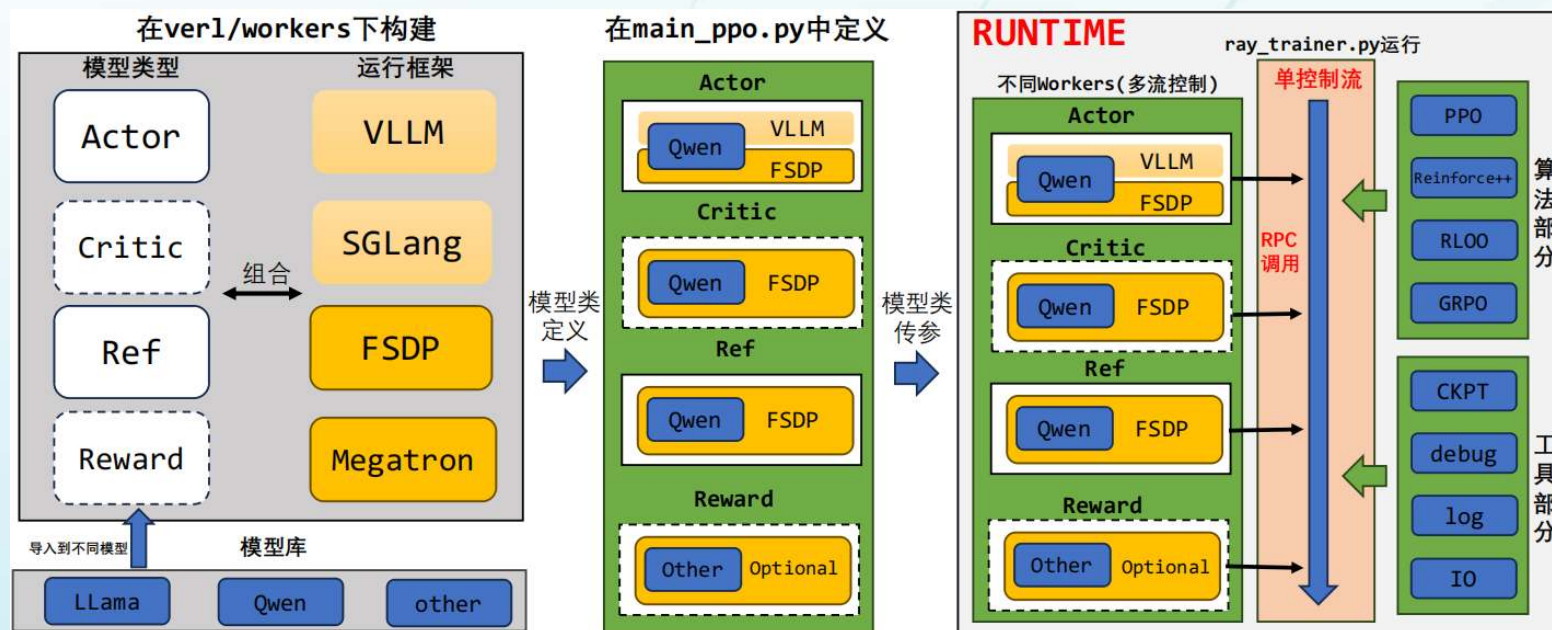 在verl/workers下构建
模型类型
运行框架
Actor
VLLM
Critic
SGLang
组合
Ref
FSDP
Reward
Megatron
导入到不同模型
模型库
LLama
Qwen
other
模型类
定义
在main_ppo.py中定义
Actor
VLLM
Qwen
FSDP
Critic
Qwen
FSDP
Ref
Qwen
FSDP
Reward
Other
Optional
模型类
传参
RUNTIME
ray_trainer.py运行
不同Workers(多流控制)
单控制流
Actor
VLLM
Qwen
FSDP
Critic
Qwen
FSDP
Ref
Qwen
FSDP
Reward
Other
Optional
RPC
调用
PPO
Reinforce++
RLOO
GRPO
算法部分
CKPT
debug
log
IO
工具部分